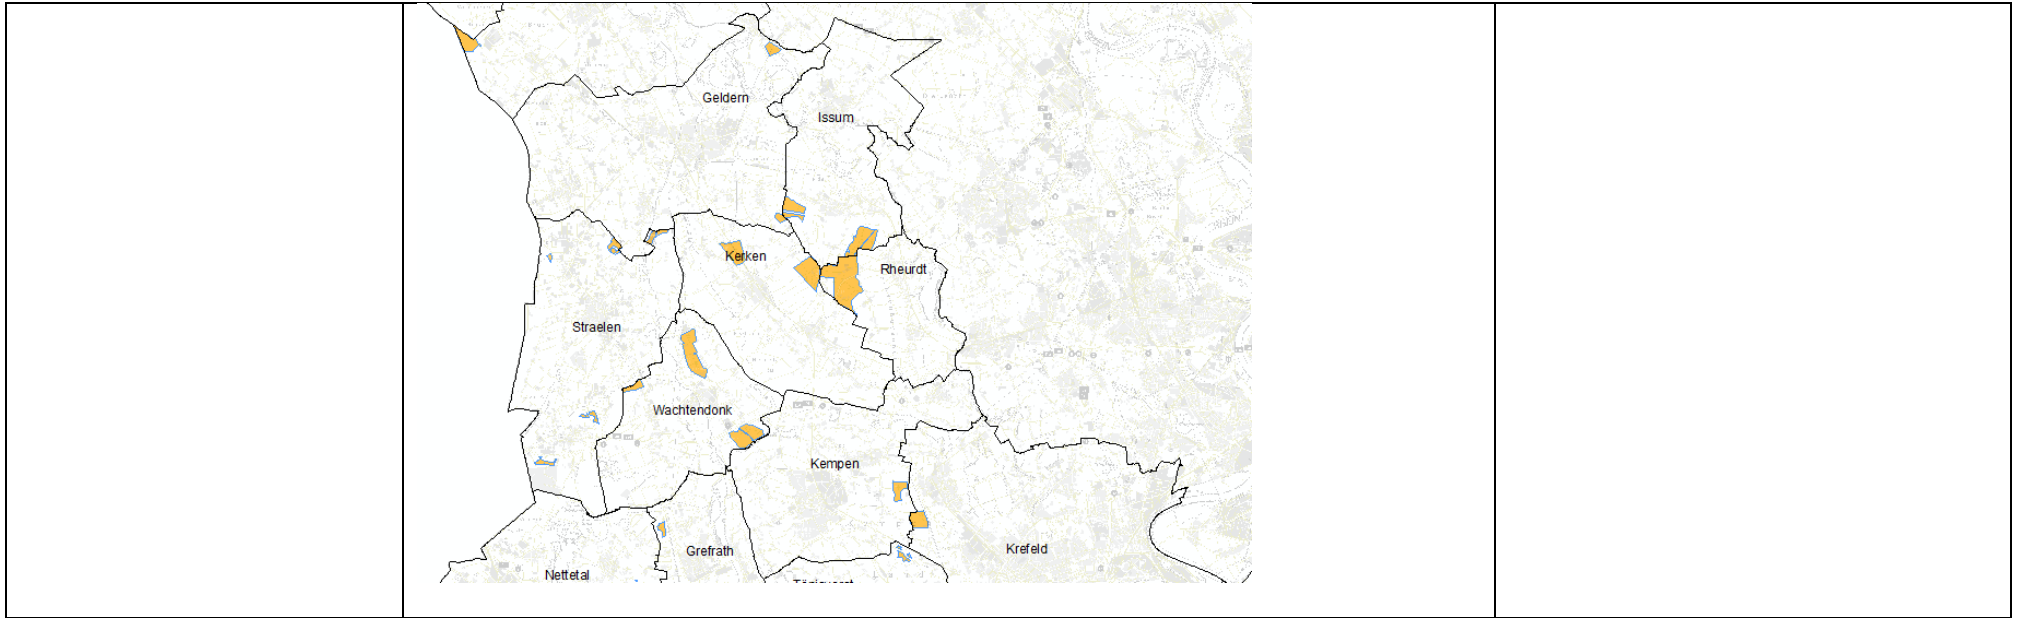 Geldern
Issum
Kerken
Rheurdt
Straelen
Wachtendonk
Kempen
Krefeld
Grefrath
Nettetal